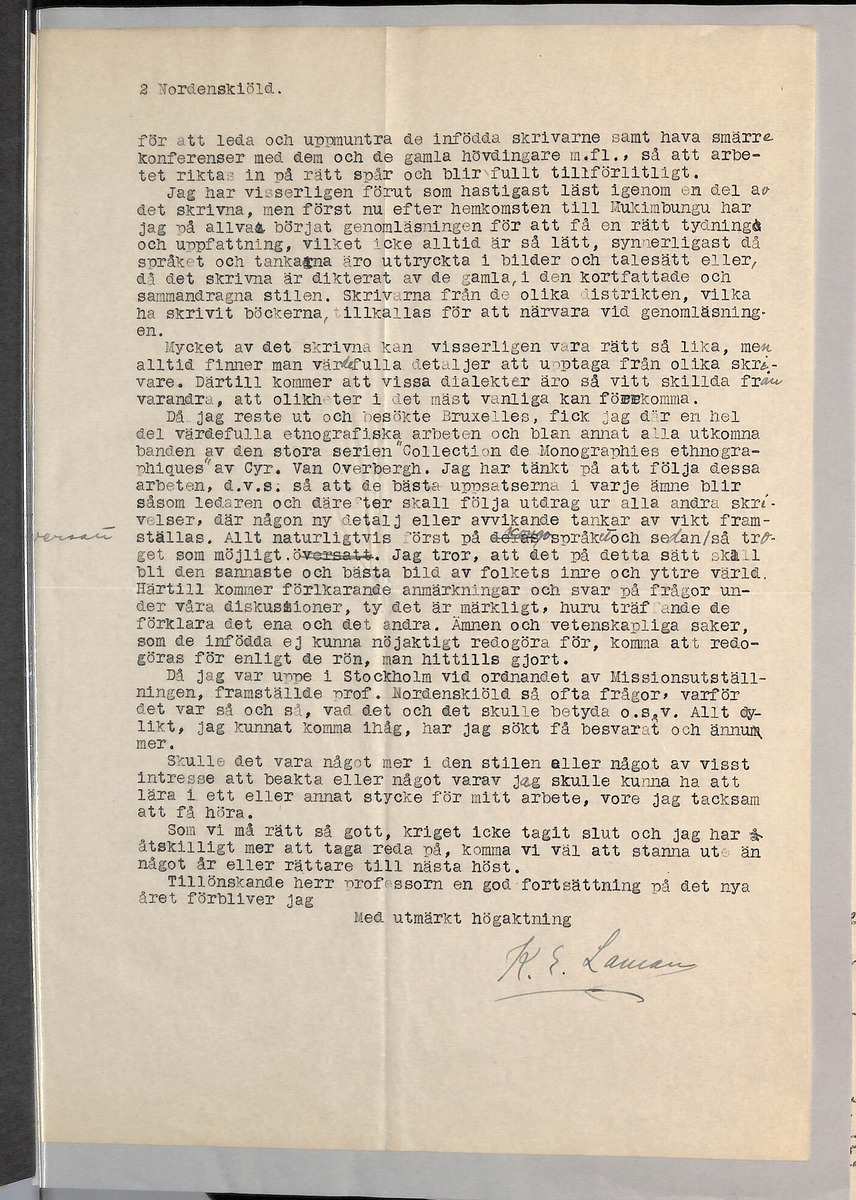 2 Nordenskiöld.
för att leda och uppmuntra de infödda skrivarne samt hava smärre
konferenser med dem och de gamla hövdingare m.fl., så att arbe-
tet riktas in på rätt spår och blir fullt tillförlitligt.
Jag har visserligen förut som hastigast läst igenom en del av
det skrivna, men först nu efter hemkomsten till Mukimbungu har
jag på allvar börjat genomläsningen för att få en rätt tydning
och uppfattning, vilket icke alltid är så lätt, synnerligast då
språket och tankarna äro uttryckta i bilder och talesätt eller,
då det skrivna är dikterat av de gamla, i den kortfattade och
sammandragna stilen. Skrivarna från de olika distrikten, vilka
ha skrivit böckerna, tillkallas för att närvara vid genomläsning-
en.
Mycket av det skrivna kan visserligen vara rätt så lika, men
alltid finner man värdefulla detaljer att upptaga från olika skri-
vare. Därtill kommer att vissa dialekter äro så vitt skillda från
varandra, att olikheter i det mäst vanliga kan förekomma.
Då jag reste ut och besökte Bruxelles, fick jag där en hel
del värdefulla etnografiska arbeten och blan annat alla utkomna
banden av den stora serien "Collection de Monographies ethnogra-
phiques" av Cyr. Van Overbergh. Jag har tänkt på att följa dessa
arbeten, d.v.s. så att de bästa uppsatserna i varje ämne blir
såsom ledaren och därefter skall följa utdrag ur alla andra skri-
velser, där någon ny detalj eller avvikande tankar av vikt fram-
versatt ställas. Allt naturligtvis först på deras Kongospråket och sedan/så tro-
get som möjligt.översatt. Jag tror, att det på detta sätt skall
bli den sannaste och bästa bild av folkets inre och yttre värld.
Härtill kommer förlkarande anmärkningar och svar på frågor un-
der våra diskussioner, ty det är märkligt, huru träffande de
förklara det ena och det andra. Ämnen och vetenskapliga saker,
som de infödda ej kunna nöjaktigt redogöra för, komma att redo-
göras för enligt de rön, man hittills gjort.
Då jag var uppe i Stockholm vid ordnandet av Missionsutställ-
ningen, framställde prof. Nordenskiöld så ofta frågor, varför
det var så och så, vad det och det skulle betyda o.s.v. Allt dy-
likt, jag kunnat komma ihåg, har jag sökt få besvarat och ännu
mer.
Skulle det vara något mer i den stilen eller något av visst
intresse att beakta eller något varav jag skulle kunna ha att
lära i ett eller annat stycke för mitt arbete, vore jag tacksam
att få höra.
Som vi må rätt så gott, kriget icke tagit slut och jag har
åtskilligt mer att taga reda på, komma vi väl att stanna ute än
något år eller rättare till nästa höst.
Tillönskande herr professorn en god fortsättning på det nya
året förbliver jag
Med utmärkt högaktning
K. E. Laman